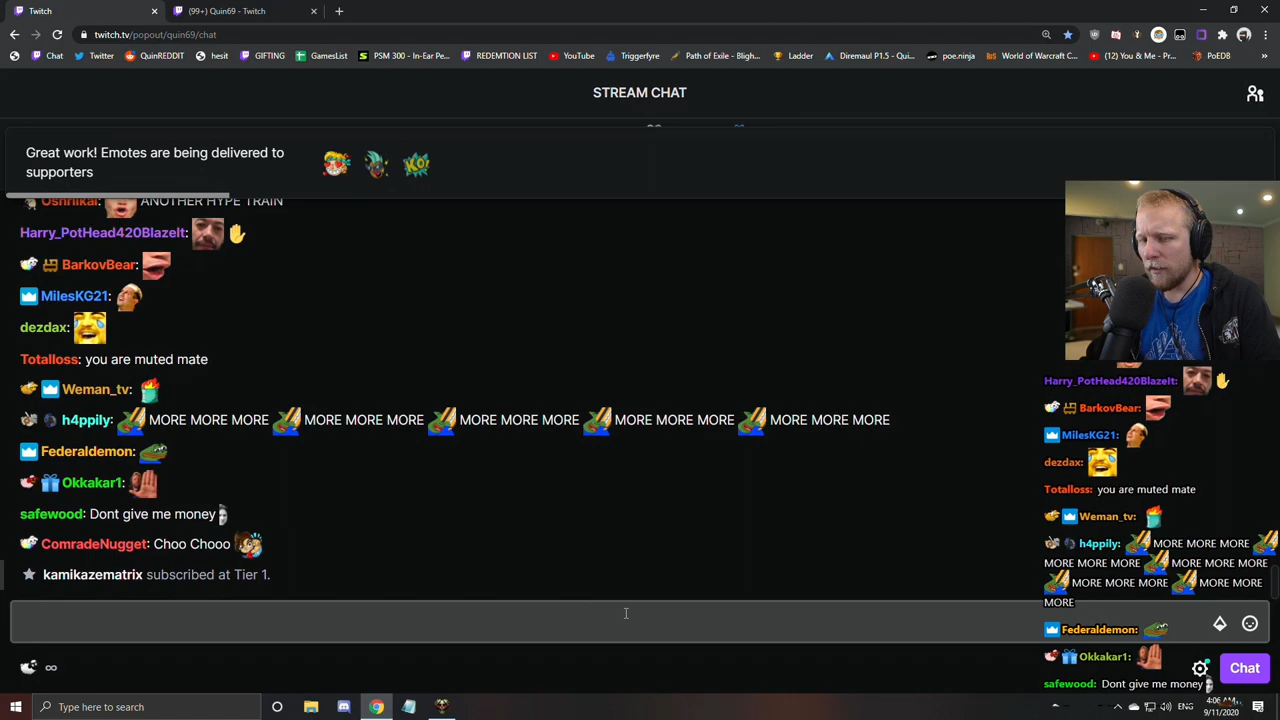 Twitch
(99+) Quin69 - Twitch
twitch.tv/popout/quin69/chat
Chat
Twitter
QuinREDDIT
hesit
GIFTING
GamesList
PSM 300 - In-Ear Pe...
REDEMTION LIST
YouTube
Triggerfyre
Path of Exile - Bligh...
Ladder
Diremaul P1.5 - Qui...
poe.ninja
World of Warcraft C...
(12) You & Me - Pr...
PoEDB
STREAM CHAT
Great work! Emotes are being delivered to
supporters
KO!
ANOTHER HYPE TRAIN
Harry_PotHead420BlazeIt:
BarkovBear:
MilesKG21:
dezdax:
Totalloss: you are muted mate
Weman_tv:
h4ppily: MORE MORE MORE MORE MORE MORE MORE MORE MORE MORE MORE MORE MORE MORE MORE
Federaldemon:
Okkakar1:
safewood: Dont give me money
ComradeNugget: Choo Chooo
kamikazematrix subscribed at Tier 1.
Harry_PotHead420BlazeIt:
BarkovBear:
MilesKG21:
dezdax:
Totalloss: you are muted mate
Weman_tv:
h4ppily: MORE MORE MORE
MORE MORE MORE MORE MORE MORE
MORE MORE MORE MORE MORE
MORE
Federaldemon:
Okkakar1:
safewood: Dont give me money
Chat
Type here to search
ENG
4:06 AM
9/11/2020